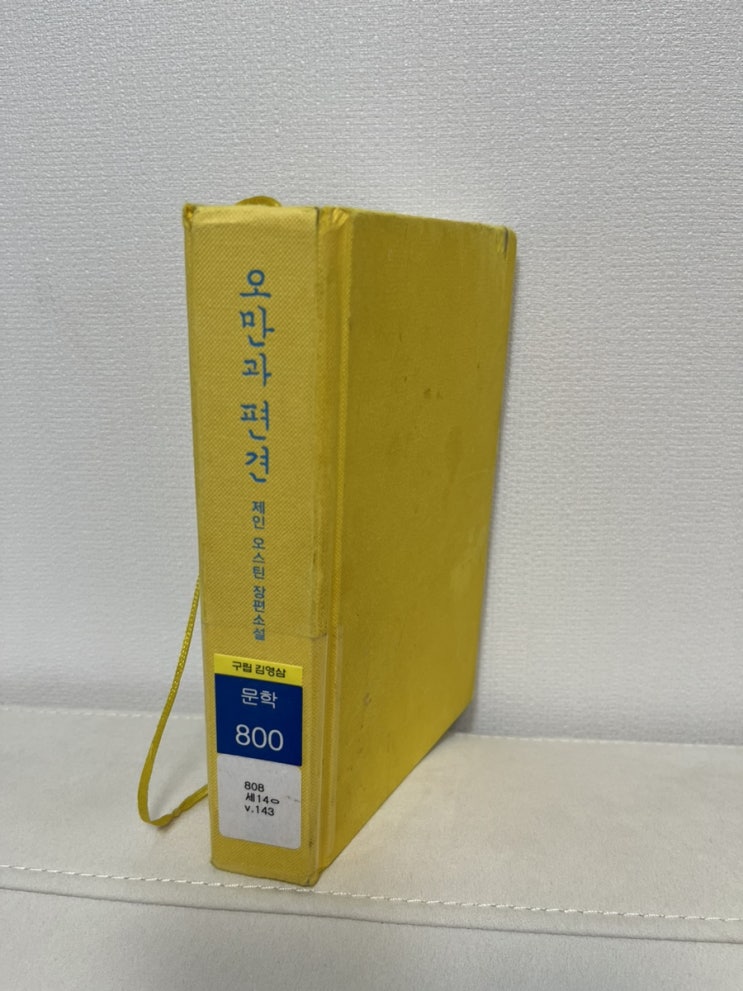 오만과 편견
제인 오스틴 장편소설
구립 김영삼
문학
800
808
세14ㅇ
v.143